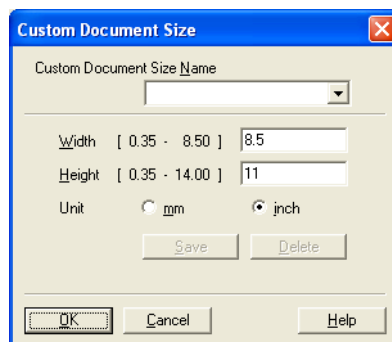 Custom Document Size
Custom Document Size Name
Width [ 0.35 - 8.50 ] 8.5
Height [ 0.35 - 14.00 ] 11
Unit mm inch
Save Delete
OK Cancel Help